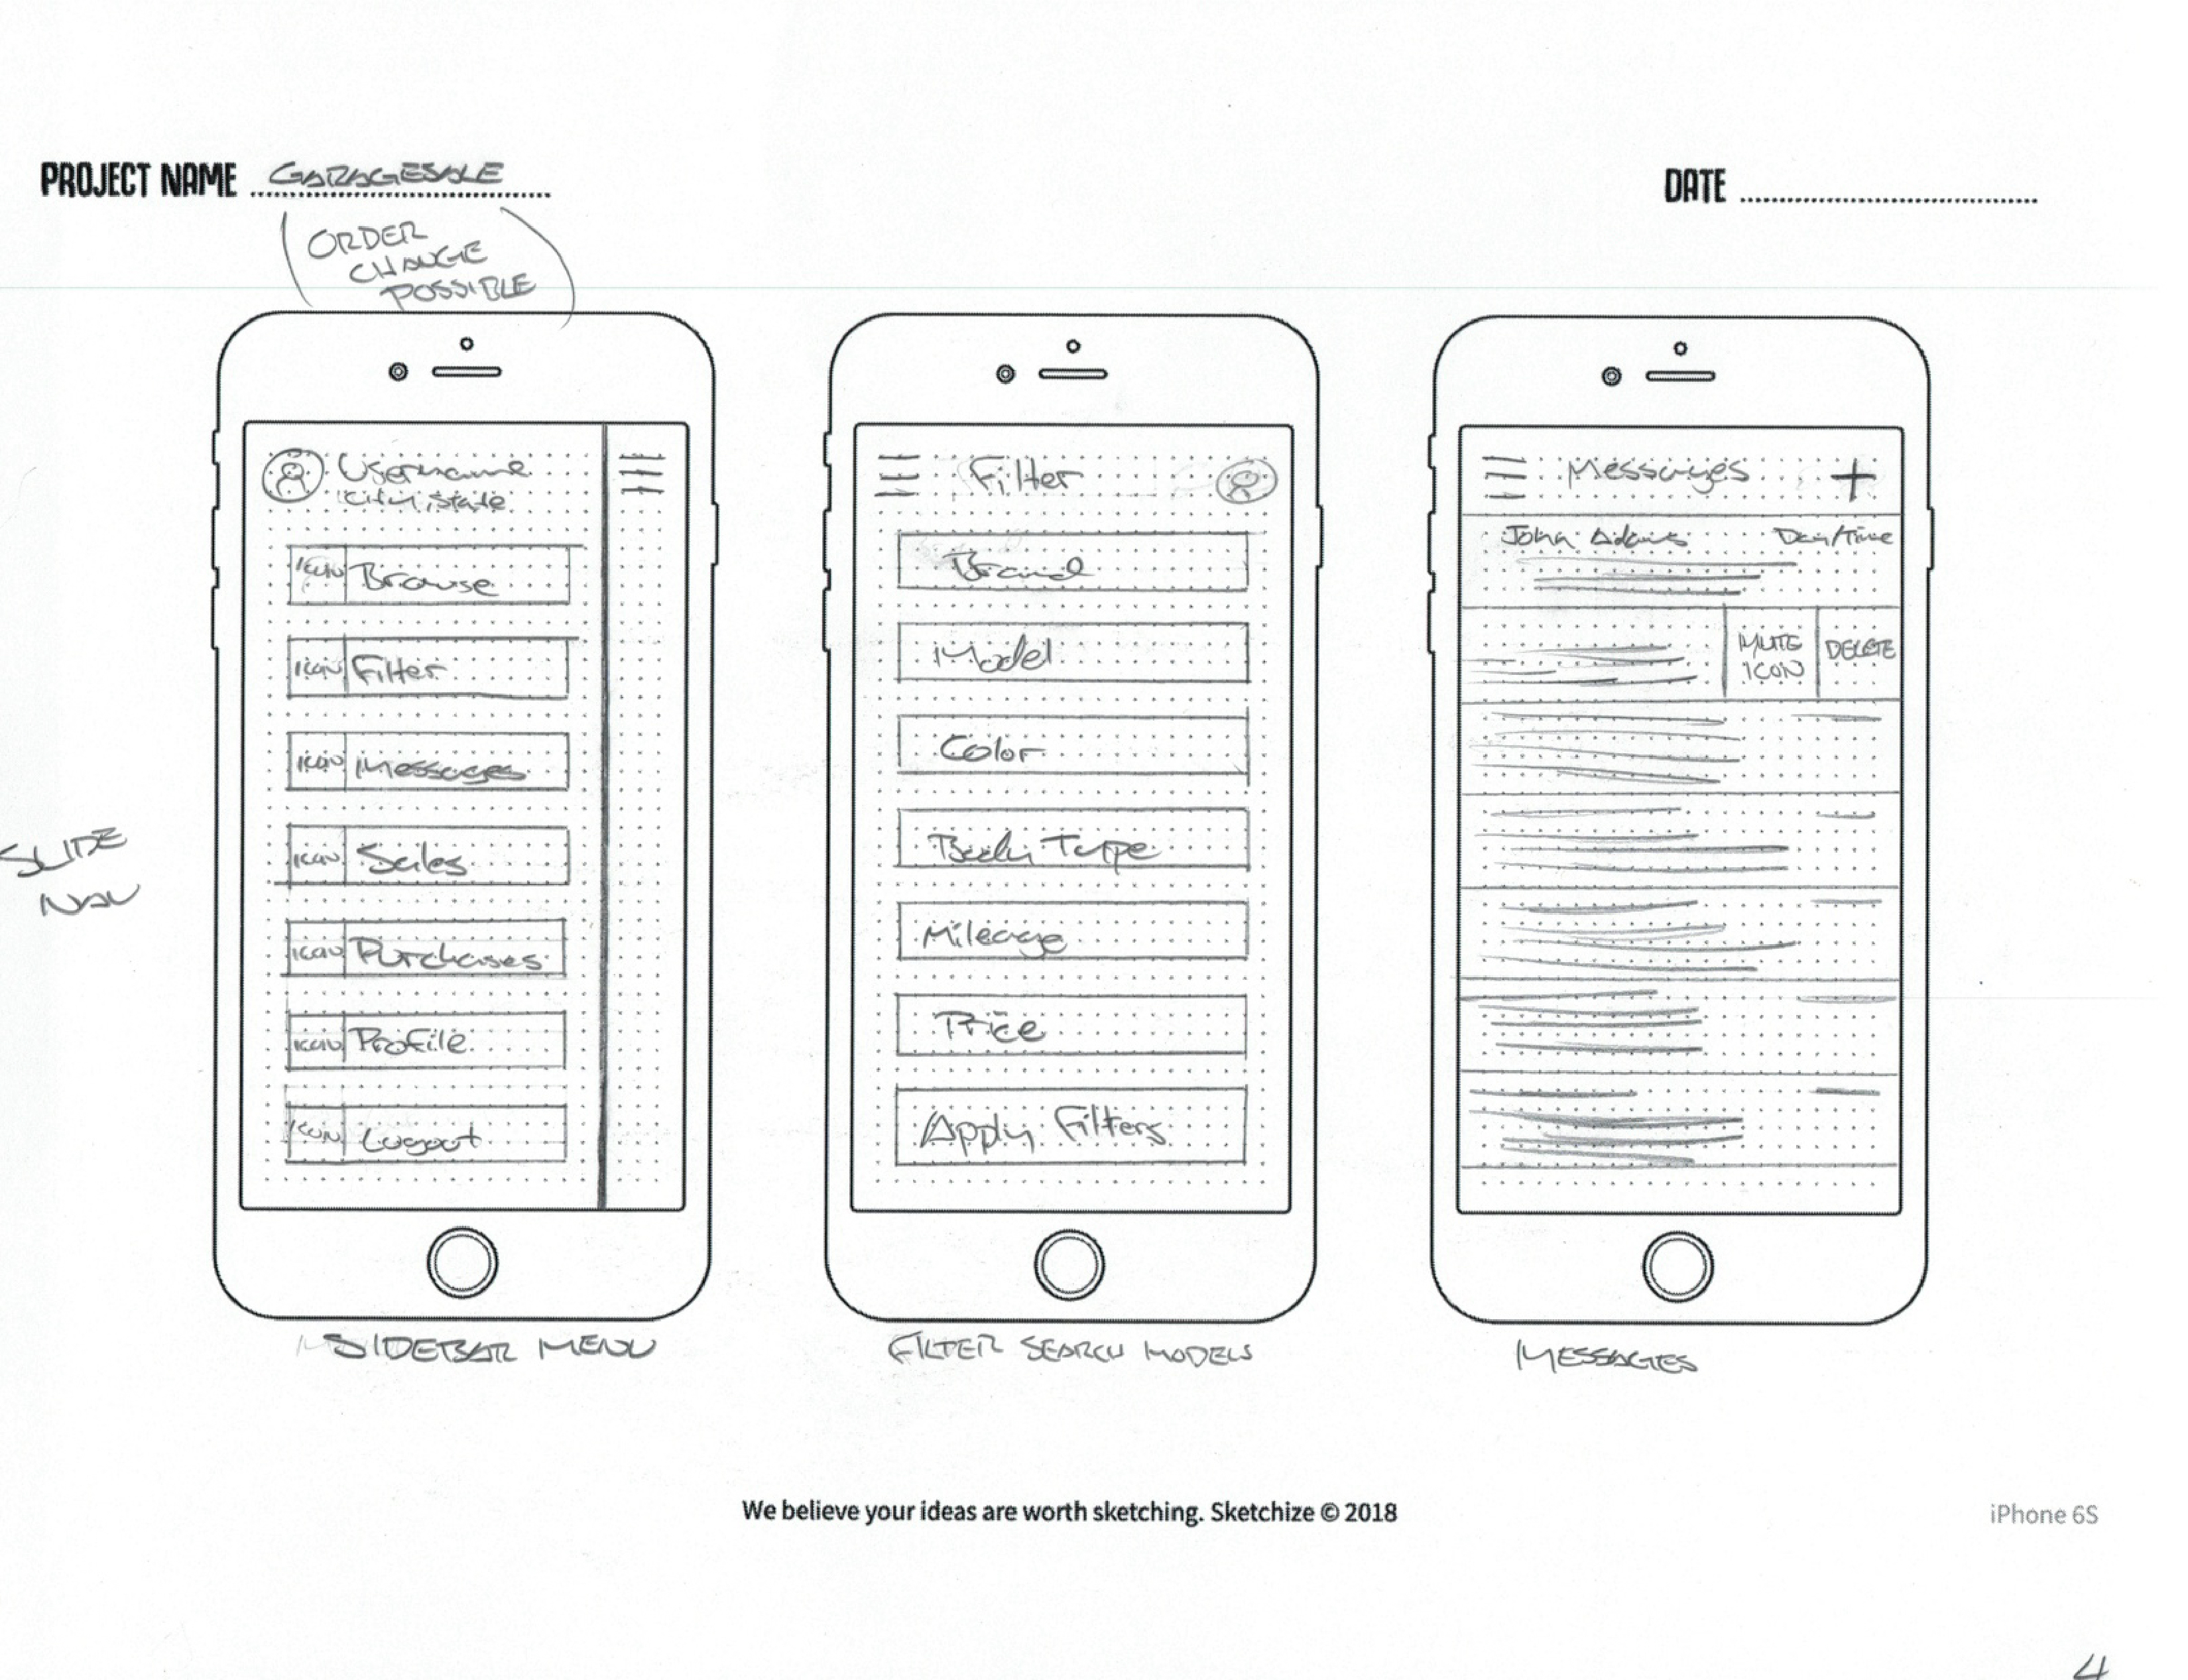 PROJECT NAME GARAGESALE
DATE
ORDER
CHANGE
POSSIBLE
SLIDE
NAV
Username
City, State
ICON Browse
ICON Filter
ICON Messages
ICON Sales
ICON Purchases
ICON Profile
ICON Logout
SIDEBAR MENU
Filter
Brand
Model
Color
Body Type
Mileage
Price
Apply Filters
FILTER SEARCH MODELS
Messages +
John Adams Day/Time
MUTE
ICON
DELETE
MESSAGES
We believe your ideas are worth sketching. Sketchize © 2018
iPhone 6S
4